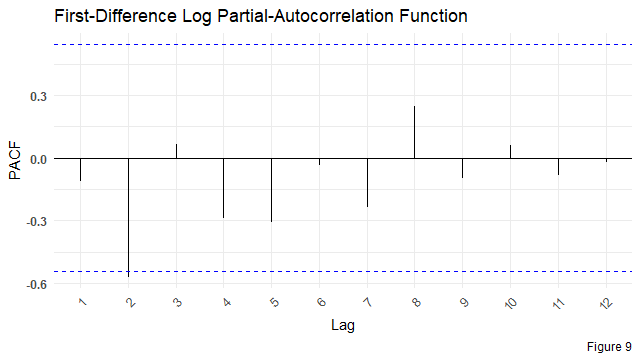 First-Difference Log Partial-Autocorrelation Function
PACF
0.3
0.0
-0.3
-0.6
1 2 3 4 5 6 7 8 9 10 11 12
Lag
Figure 9